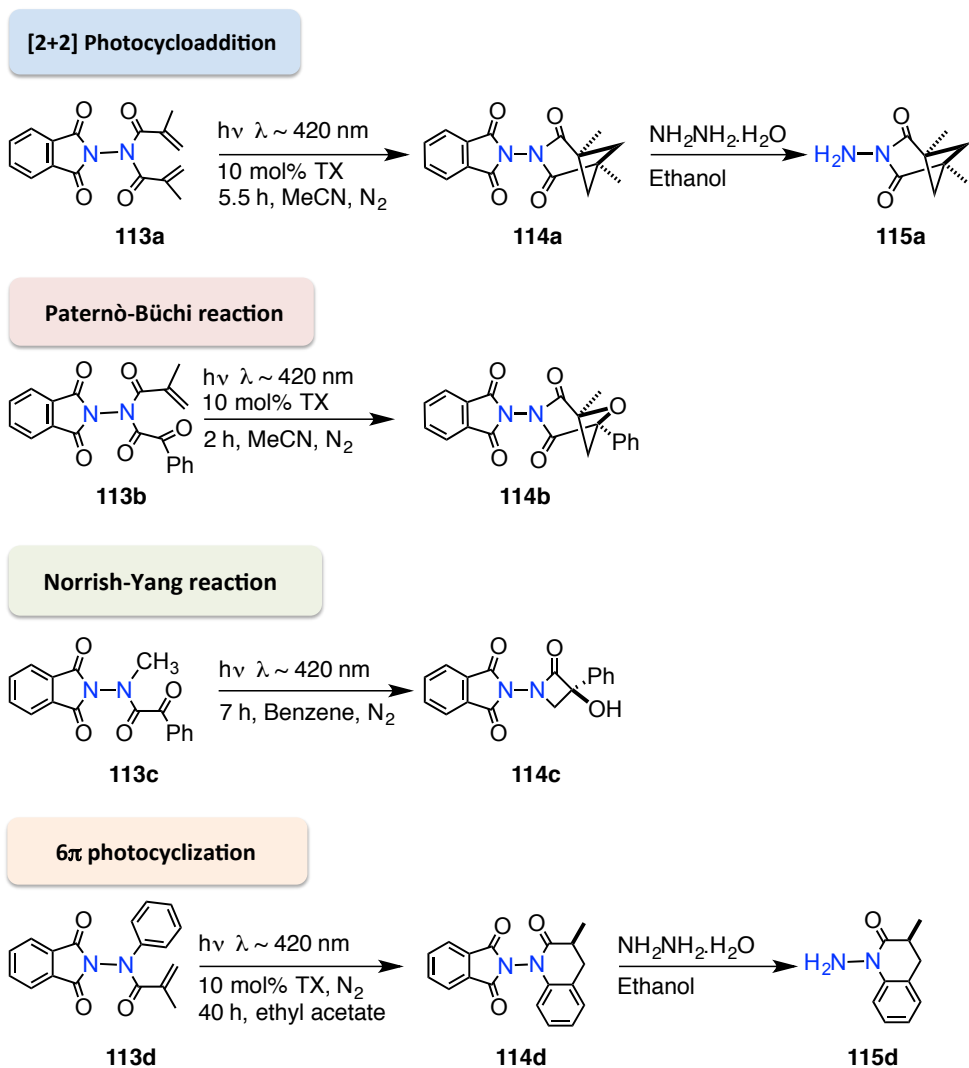 [2+2] Photocycloaddition
O O N N O O
hν λ ~ 420 nm
10 mol% TX
5.5 h, MeCN, N2
O O N N O O
NH2NH2.H2O
Ethanol
O H2N N O
113a 114a 115a
Paternò-Büchi reaction
O O N N O O O Ph
hν λ ~ 420 nm
10 mol% TX
2 h, MeCN, N2
O O N N O O O Ph
113b 114b
Norrish-Yang reaction
O CH3 N N O O O Ph
hν λ ~ 420 nm
7 h, Benzene, N2
O O N N O Ph OH
113c 114c
6π photocyclization
O N N O O
hν λ ~ 420 nm
10 mol% TX, N2
40 h, ethyl acetate
O O N N O
NH2NH2.H2O
Ethanol
O H2N N
113d 114d 115d